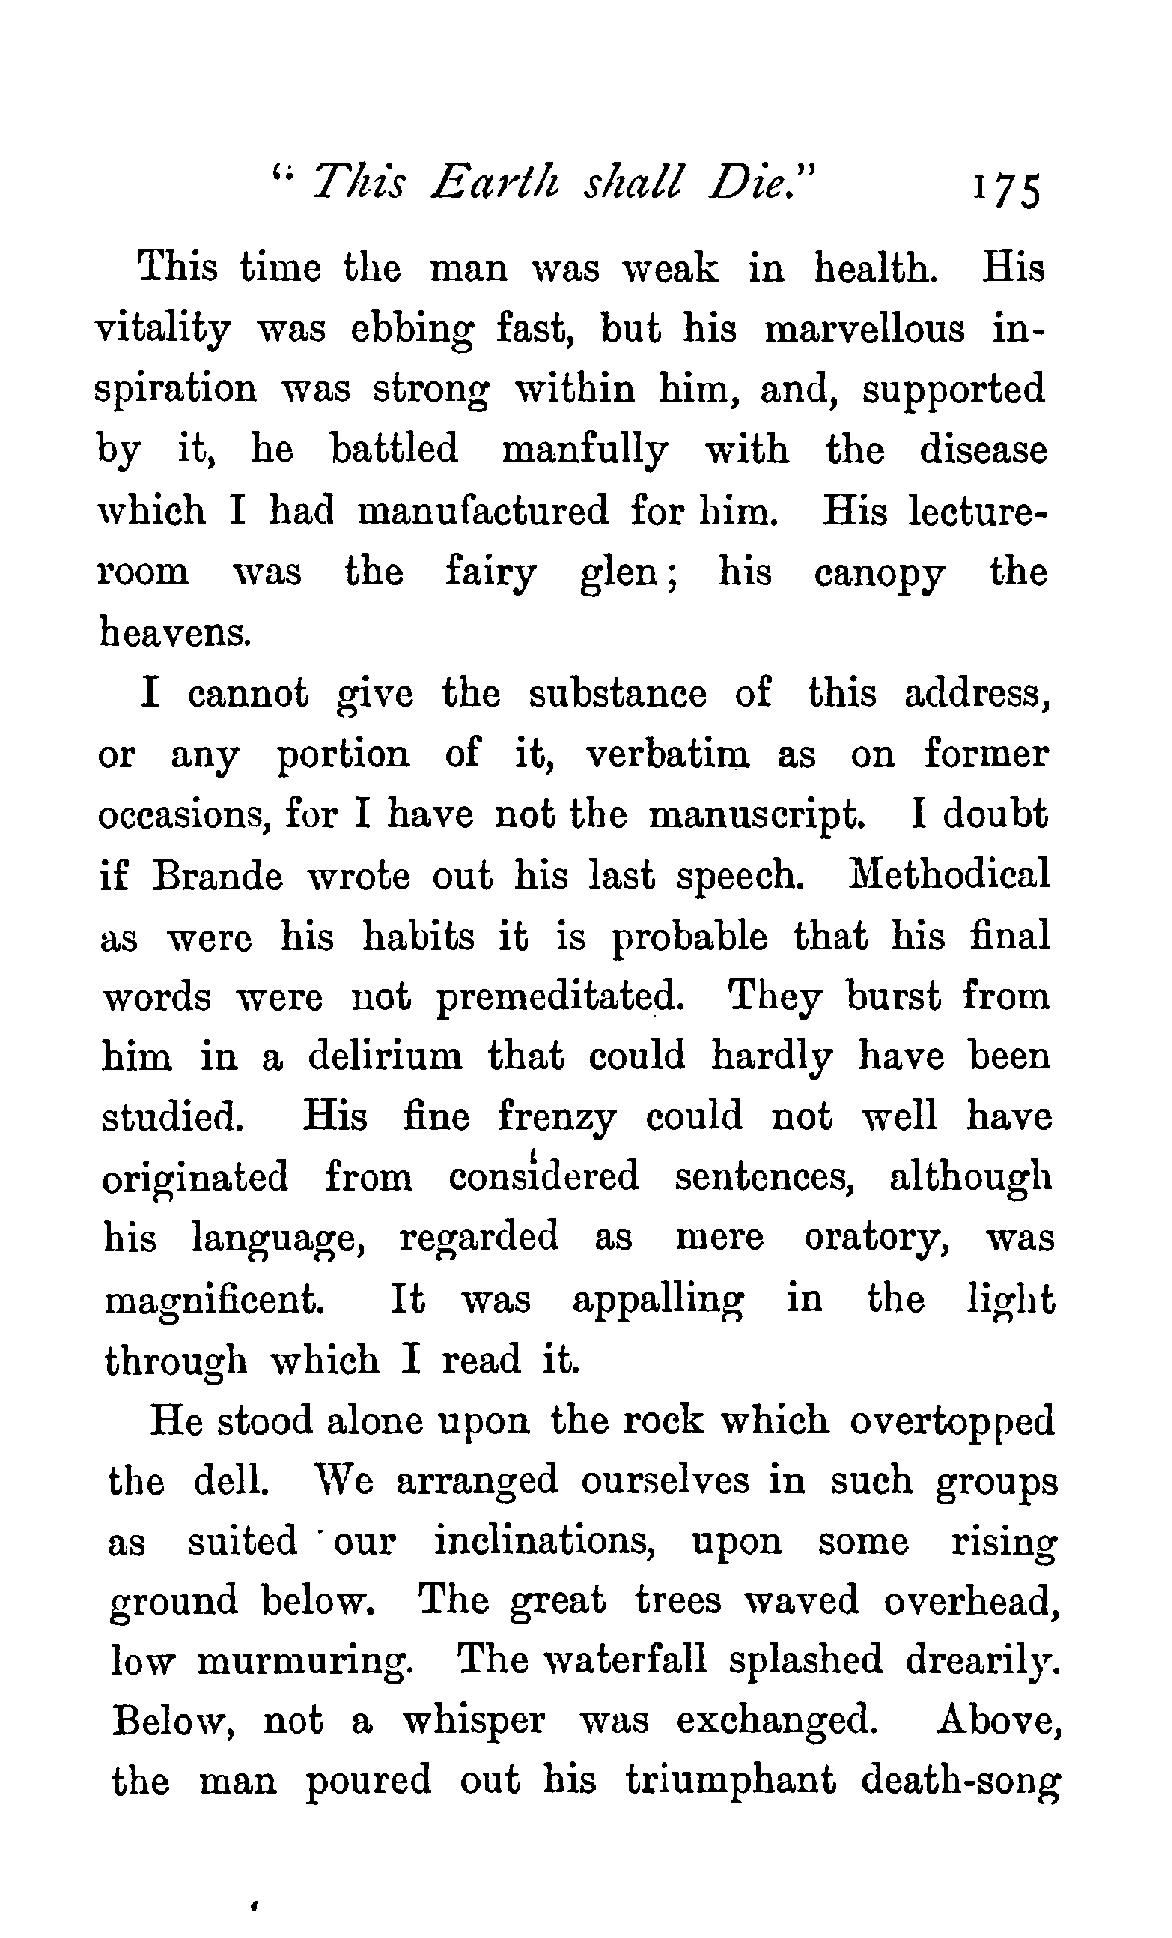 " This Earth shall Die." 175
This time the man was weak in health. His
vitality was ebbing fast, but his marvellous in-
spiration was strong within him, and, supported
by it, he battled manfully with the disease
which I had manufactured for him. His lecture-
room was the fairy glen; his canopy the
heavens.
I cannot give the substance of this address,
or any portion of it, verbatim as on former
occasions, for I have not the manuscript. I doubt
if Brande wrote out his last speech. Methodical
as were his habits it is probable that his final
words were not premeditated. They burst from
him in a delirium that could hardly have been
studied. His fine frenzy could not well have
originated from considered sentences, although
his language, regarded as mere oratory, was
magnificent. It was appalling in the light
through which I read it.
He stood alone upon the rock which overtopped
the dell. We arranged ourselves in such groups
as suited our inclinations, upon some rising
ground below. The great trees waved overhead,
low murmuring. The waterfall splashed drearily.
Below, not a whisper was exchanged. Above,
the man poured out his triumphant death-song